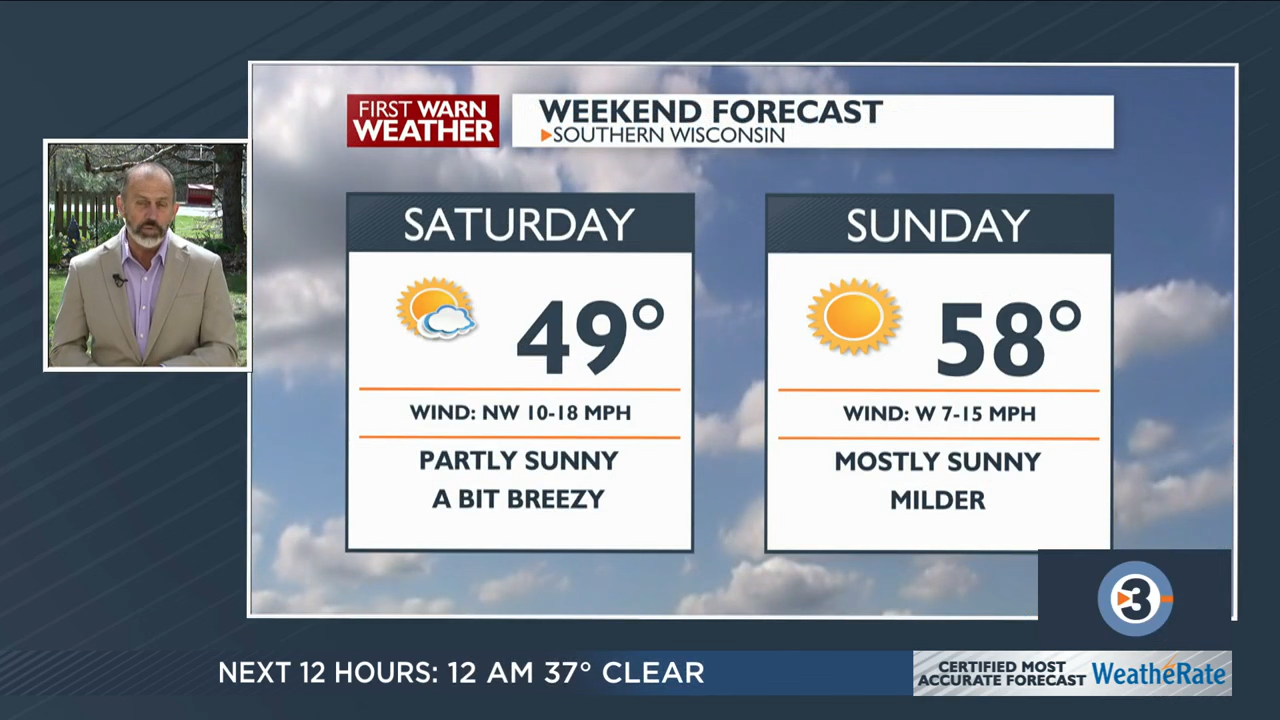 FIRST WARN
WEATHER
WEEKEND FORECAST
SOUTHERN WISCONSIN
SATURDAY
49°
WIND: NW 10-18 MPH
PARTLY SUNNY
A BIT BREEZY
SUNDAY
58°
WIND: W 7-15 MPH
MOSTLY SUNNY
MILDER
3
NEXT 12 HOURS: 12 AM 37° CLEAR
CERTIFIED MOST
ACCURATE FORECAST
WeatheRate